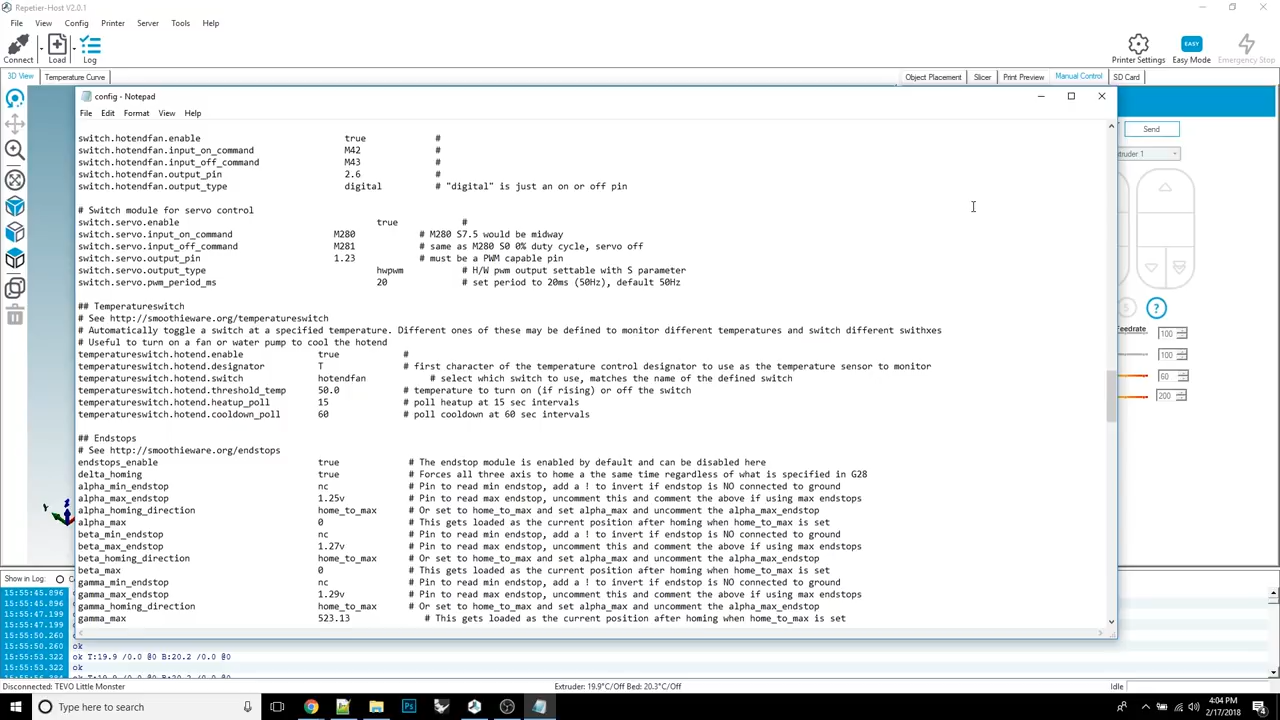 Repetier-Host V2.0.1
File View Config Printer Server Tools Help
Connect Load Log Printer Settings EASY Easy Mode Emergency Stop
3D View Temperature Curve Object Placement Slicer Print Preview Manual Control SD Card
config - Notepad
File Edit Format View Help
Send
switch.hotendfan.enable true #
switch.hotendfan.input_on_command M42 #
switch.hotendfan.input_off_command M43 #
switch.hotendfan.output_pin 2.6 #
switch.hotendfan.output_type digital # "digital" is just an on or off pin
# Switch module for servo control
switch.servo.enable true #
switch.servo.input_on_command M280 # M280 S7.5 would be midway
switch.servo.input_off_command M281 # same as M280 S0 0% duty cycle, servo off
switch.servo.output_pin 1.23 # must be a PWM capable pin
switch.servo.output_type hwpwm # H/W pwm output settable with S parameter
switch.servo.pwm_period_ms 20 # set period to 20ms (50Hz), default 50Hz
## Temperatureswitch
# See http://smoothieware.org/temperatureswitch
# Automatically toggle a switch at a specified temperature. Different ones of these may be defined to monitor different temperatures and switch different swithxes
# Useful to turn on a fan or water pump to cool the hotend
temperatureswitch.hotend.enable true #
temperatureswitch.hotend.designator T # first character of the temperature control designator to use as the temperature sensor to monitor
temperatureswitch.hotend.switch hotendfan # select which switch to use, matches the name of the defined switch
temperatureswitch.hotend.threshold_temp 50.0 # temperature to turn on (if rising) or off the switch
temperatureswitch.hotend.heatup_poll 15 # poll heatup at 15 sec intervals
temperatureswitch.hotend.cooldown_poll 60 # poll cooldown at 60 sec intervals
## Endstops
# See http://smoothieware.org/endstops
endstops_enable true # The endstop module is enabled by default and can be disabled here
delta_homing true # Forces all three axis to home a the same time regardless of what is specified in G28
alpha_min_endstop nc # Pin to read min endstop, add a ! to invert if endstop is NO connected to ground
alpha_max_endstop 1.25v # Pin to read max endstop, uncomment this and comment the above if using max endstops
alpha_homing_direction home_to_max # Or set to home_to_max and set alpha_max and uncomment the alpha_max_endstop
alpha_max 0 # This gets loaded as the current position after homing when home_to_max is set
beta_min_endstop nc # Pin to read min endstop, add a ! to invert if endstop is NO connected to ground
beta_max_endstop 1.27v # Pin to read max endstop, uncomment this and comment the above if using max endstops
beta_homing_direction home_to_max # Or set to home_to_max and set alpha_max and uncomment the alpha_max_endstop
beta_max 0 # This gets loaded as the current position after homing when home_to_max is set
gamma_min_endstop nc # Pin to read min endstop, add a ! to invert if endstop is NO connected to ground
gamma_max_endstop 1.29v # Pin to read max endstop, uncomment this and comment the above if using max endstops
gamma_homing_direction home_to_max # Or set to home_to_max and set alpha_max and uncomment the alpha_max_endstop
gamma_max 523.13 # This gets loaded as the current position after homing when home_to_max is set
?
Feedrate 100
100
60
200
Y
Z
Show in Log:
15:55:45.896
15:55:45.896
15:55:47.199
15:55:47.199
15:55:50.260
15:55:50.260 ok
15:55:53.322 ok T:19.9 /0.0 @0 B:20.2 /0.0 @0
15:55:53.322 ok
Disconnected: TEVO Little Monster Extruder: 19.9°C/Off Bed: 20.3°C/Off Idle
Type here to search Ps
4:04 PM
2/17/2018
4